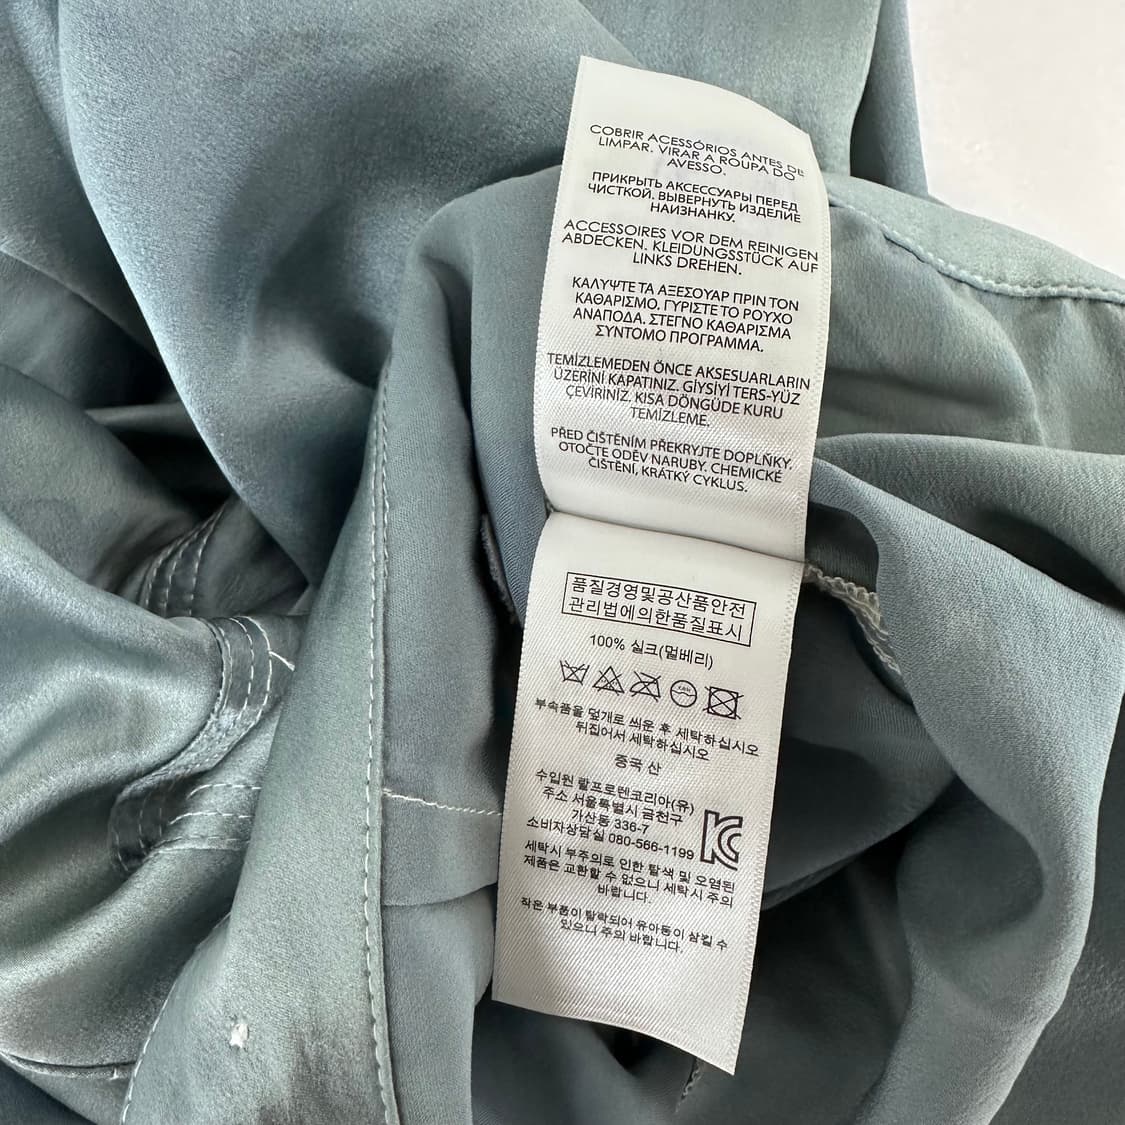 COBRIR ACESSÓRIOS ANTES DE
LIMPAR. VIRAR A ROUPA DO
AVESSO.
ПРИКРЫТЬ АКСЕССУАРЫ ПЕРЕД
ЧИСТКОЙ. ВЫВЕРНУТЬ ИЗДЕЛИЕ
НАИЗНАНКУ.
ACCESSOIRES VOR DEM REINIGEN
ABDECKEN. KLEIDUNGSSTÜCK AUF
LINKS DREHEN.
ΚΑΛΥΨΤΕ ΤΑ ΑΞΕΣΟΥΑΡ ΠΡΙΝ ΤΟΝ
ΚΑΘΑΡΙΣΜΟ. ΓΥΡΙΣΤΕ ΤΟ ΡΟΥΧΟ
ΑΝΑΠΟΔΑ. ΣΤΕΓΝΟ ΚΑΘΑΡΙΣΜΑ
ΣΥΝΤΟΜΟ ΠΡΟΓΡΑΜΜΑ.
TEMİZLEMEDEN ÖNCE AKSESUARLARIN
ÜZERİNİ KAPATINIZ. GİYSİYİ TERS-YÜZ
ÇEVİRİNİZ. KISA DÖNGÜDE KURU
TEMİZLEME.
PŘED ČIŠTĚNÍM PŘEKRYJTE DOPLŇKY.
OTOČTE ODĚV NARUBY. CHEMICKÉ
ČIŠTĚNÍ, KRÁTKÝ CYKLUS.
품질경영및공산품안전
관리법에의한품질표시
100% 실크(멀베리)
부속품을 덮개로 씌운 후 세탁하십시오
뒤집어서 세탁하십시오
중국 산
수입원 랄프로렌코리아(유)
주소 서울특별시 금천구
가산동 336-7
소비자상담실 080-566-1199
세탁시 부주의로 인한 탈색 및 오염된
제품은 교환할 수 없으니 세탁시 주의
바랍니다.
작은 부품이 탈락되어 유아동이 삼킬 수
있으니 주의 바합니다.